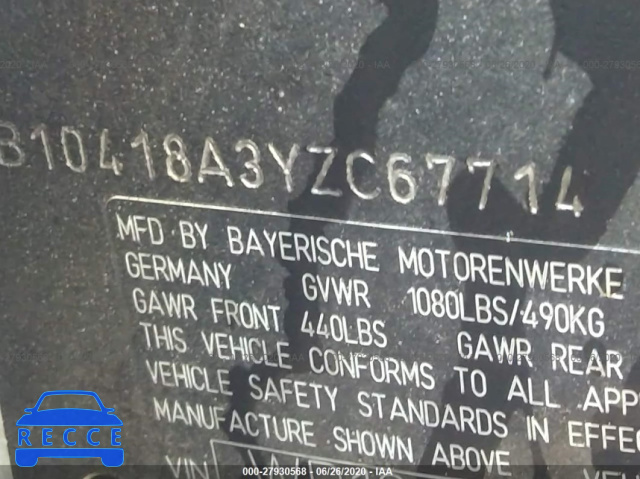 B10418A3YZC67714
MFD BY BAYERISCHE MOTORENWERKE
GERMANY GVWR 1080LBS/490KG
GAWR FRONT 440LBS GAWR REAR
THIS VEHICLE CONFORMS TO ALL APP
VEHICLE SAFETY STANDARDS IN EFFEC
MANUFACTURE SHOWN ABOVE
VIN
RECCE
000-27930568 | 06/26/2020 - IAA